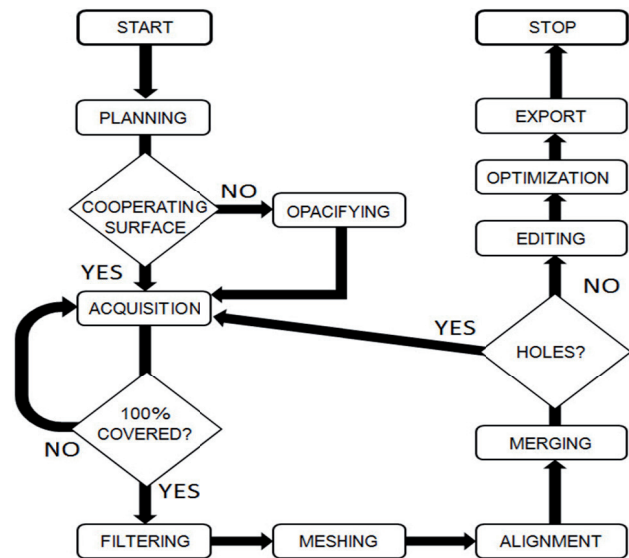 START
PLANNING
COOPERATING
SURFACE
NO
OPACIFYING
YES
ACQUISITION
100%
COVERED?
NO
YES
FILTERING
MESHING
ALIGNMENT
MERGING
HOLES?
YES
NO
EDITING
OPTIMIZATION
EXPORT
STOP